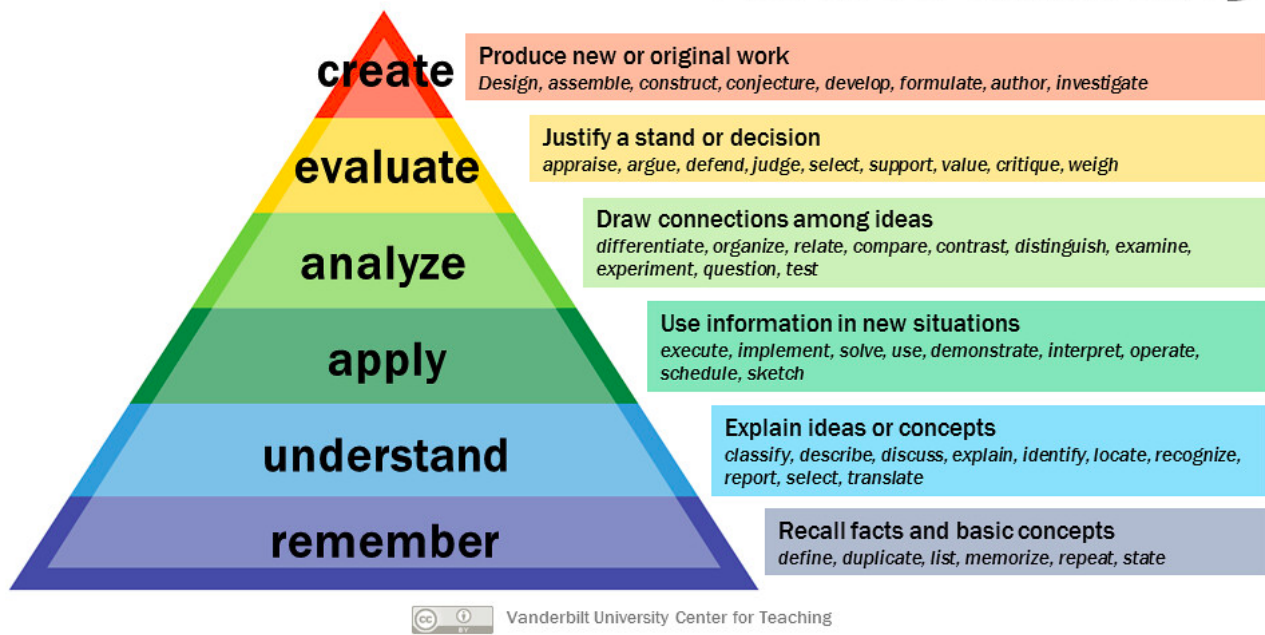 create
Produce new or original work
Design, assemble, construct, conjecture, develop, formulate, author, investigate
evaluate
Justify a stand or decision
appraise, argue, defend, judge, select, support, value, critique, weigh
analyze
Draw connections among ideas
differentiate, organize, relate, compare, contrast, distinguish, examine,
experiment, question, test
apply
Use information in new situations
execute, implement, solve, use, demonstrate, interpret, operate,
schedule, sketch
understand
Explain ideas or concepts
classify, describe, discuss, explain, identify, locate, recognize,
report, select, translate
remember
Recall facts and basic concepts
define, duplicate, list, memorize, repeat, state
cc BY Vanderbilt University Center for Teaching